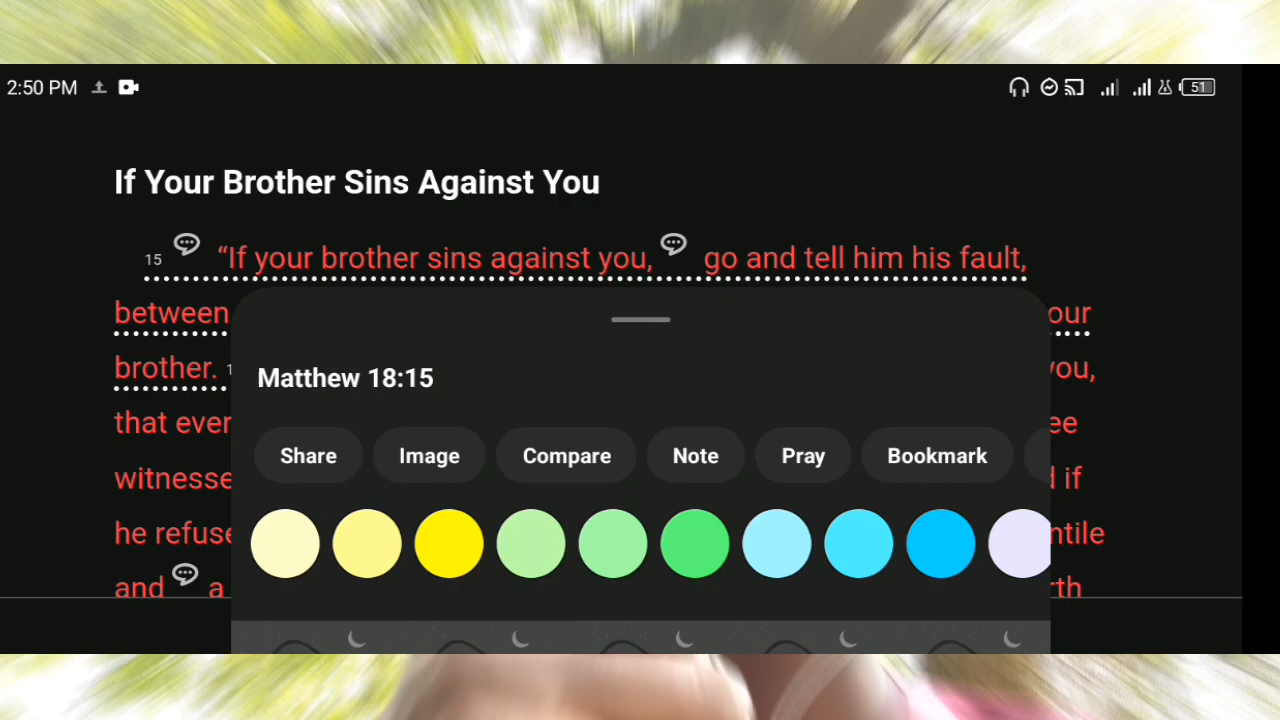 2:50 PM 51
If Your Brother Sins Against You
15 “If your brother sins against you, go and tell him his fault,
between our
brother. 1 you,
that ever ee
witnesse d if
he refuse ntile
and a rth
Matthew 18:15
Share Image Compare Note Pray Bookmark